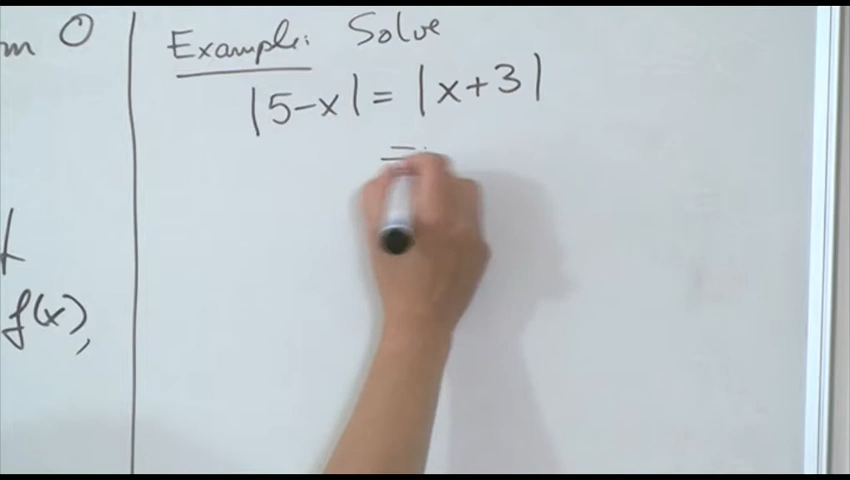 m 0
Example: Solve
|5-x| = |x+3|
=
f(x),